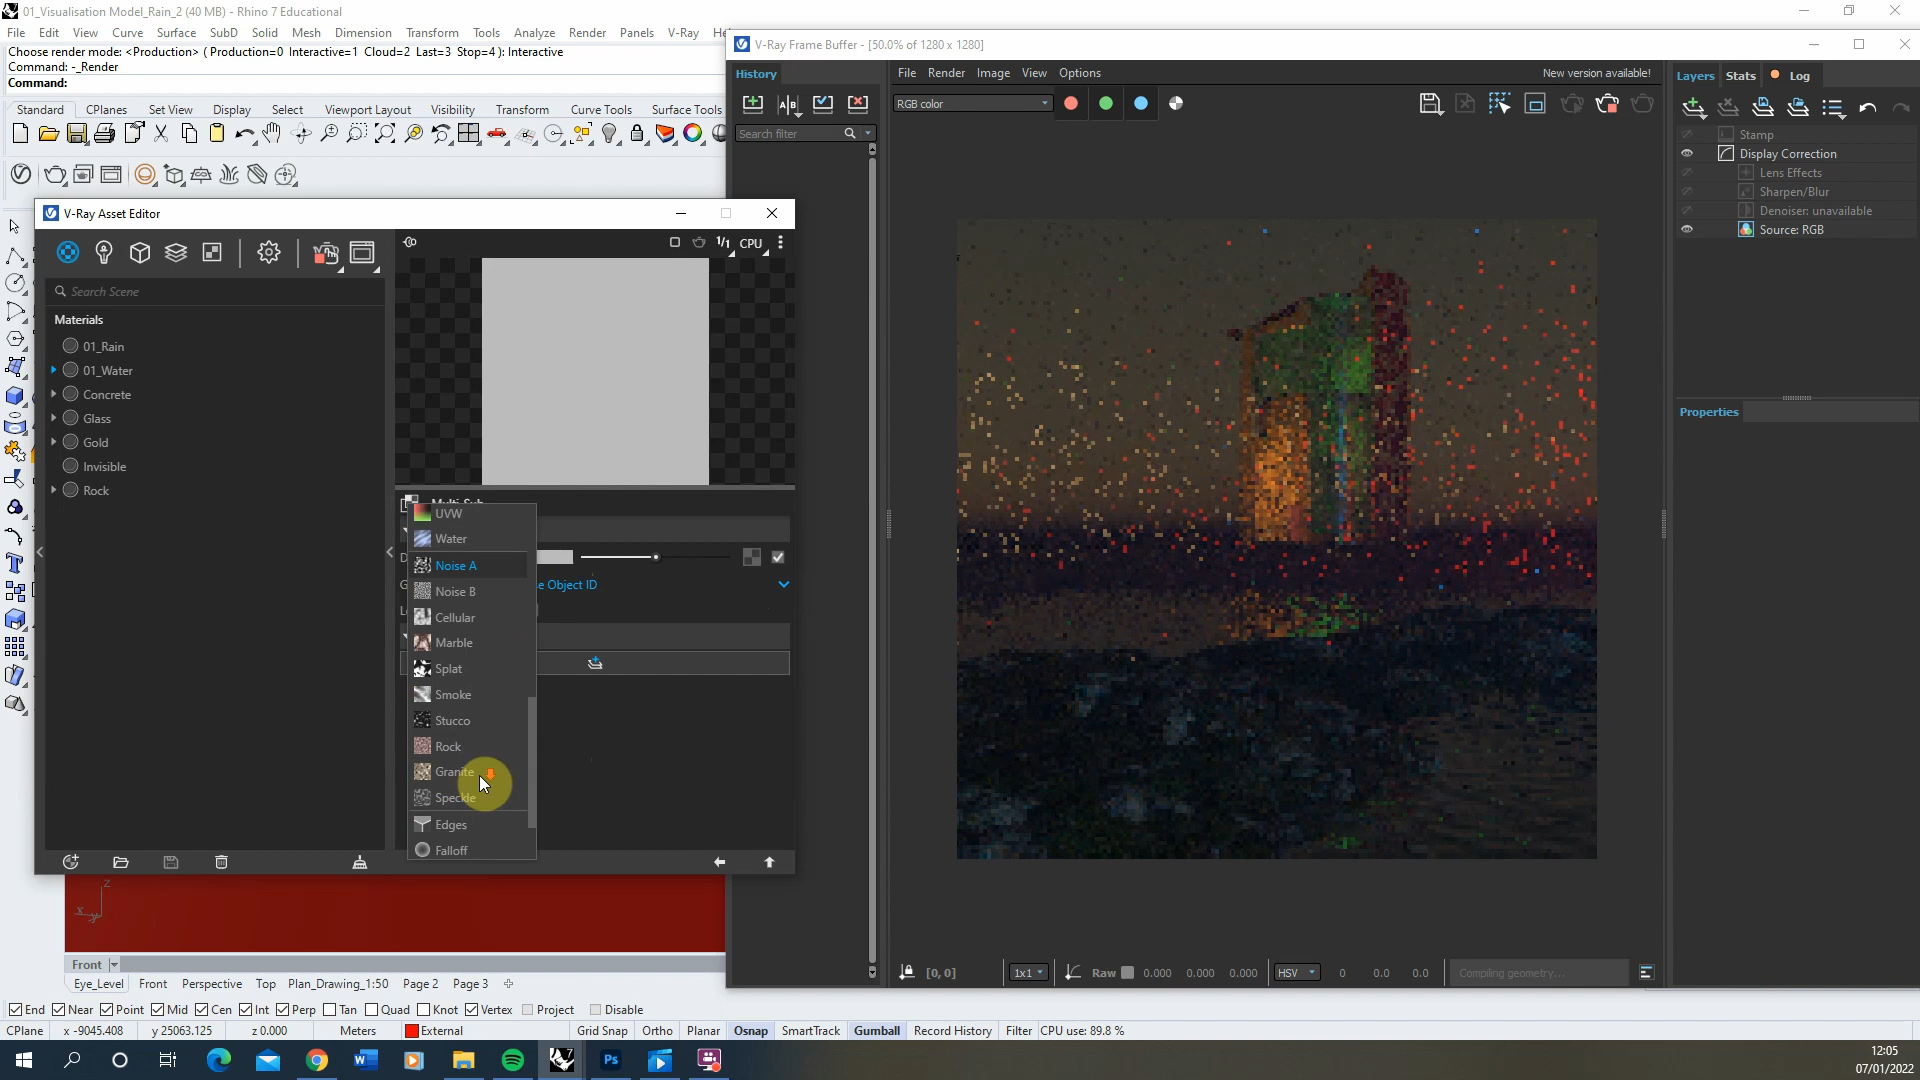 01_Visualisation Model_Rain_2 (40 MB) - Rhino 7 Educational
File Edit View Curve Surface SubD Solid Mesh Dimension Transform Tools Analyze Render Panels V-Ray
Choose render mode: <Production> ( Production=0 Interactive=1 Cloud=2 Last=3 Stop=4 ): Interactive
Command: -_Render
Command:
Standard CPlanes Set View Display Select Viewport Layout Visibility Transform Curve Tools Surface Tools
V-Ray Frame Buffer - [50.0% of 1280 x 1280]
History File Render Image View Options New version available! Layers Stats Log
RGB color
Search filter
Stamp
Display Correction
Lens Effects
Sharpen/Blur
Denoiser: unavailable
Source: RGB
Properties
V-Ray Asset Editor
1/1 CPU
Search Scene
Materials
01_Rain
01_Water
Concrete
Glass
Gold
Invisible
Rock
UVW
Water
Noise A
Noise B
Cellular
Marble
Splat
Smoke
Stucco
Rock
Granite
Speckle
Edges
Falloff
Object ID
z
x
y
Front
Eye_Level Front Perspective Top Plan_Drawing_1:50 Page 2 Page 3
[0, 0] 1x1 Raw 0.000 0.000 0.000 HSV 0 0.0 0.0 Compiling geometry...
End Near Point Mid Cen Int Perp Tan Quad Knot Vertex Project Disable
CPlane x -9045.408 y 25063.125 z 0.000 Meters External Grid Snap Ortho Planar Osnap SmartTrack Gumball Record History Filter CPU use: 89.8 %
12:05
07/01/2022